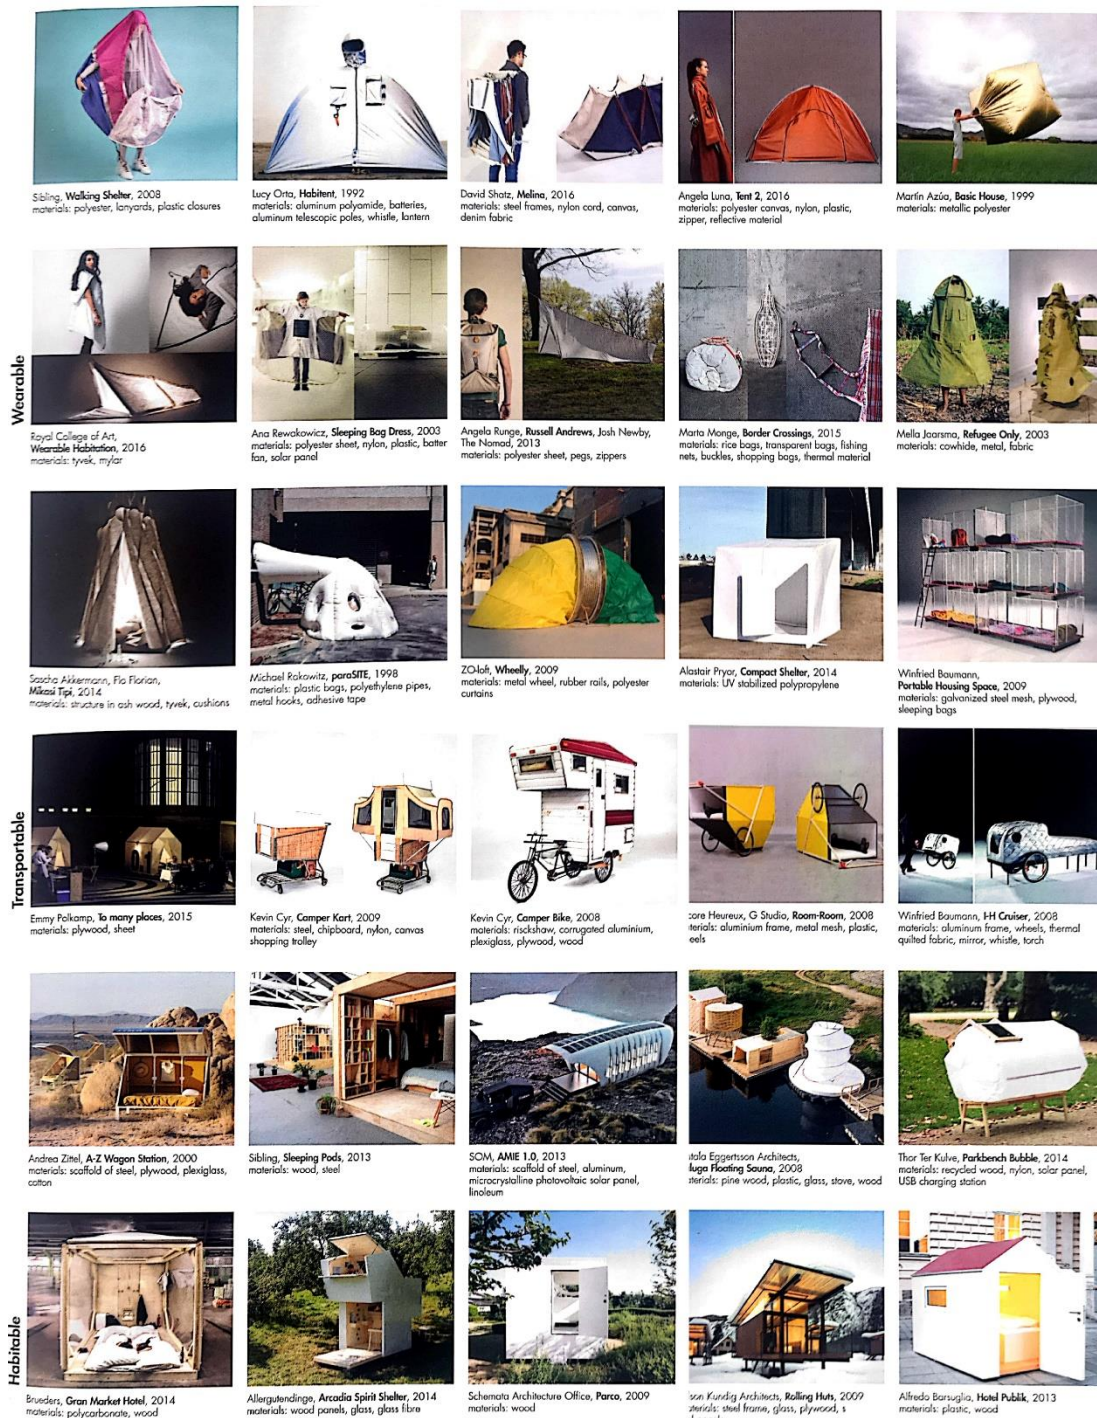 Sibling, Walking Shelter, 2008
materials: polyester, lanyards, plastic closures
Lucy Orta, Habitent, 1992
materials: aluminum polyamide, batteries,
aluminum telescopic poles, whistle, lantern
David Shatz, Melina, 2016
materials: steel frames, nylon cord, canvas,
denim fabric
Angela Luna, Tent 2, 2016
materials: polyester canvas, nylon, plastic,
zipper, reflective material
Martín Azúa, Basic House, 1999
materials: metallic polyester
Wearable
Royal College of Art,
Wearable Habitation, 2016
materials: tyvek, mylar
Ana Rewakowicz, Sleeping Bag Dress, 2003
materials: polyester sheet, nylon, plastic, batter
fan, solar panel
Angela Runge, Russell Andrews, Josh Newby,
The Nomad, 2013
materials: polyester sheet, pegs, zippers
Marta Monge, Border Crossings, 2015
materials: rice bags, transparent bags, fishing
nets, buckles, shopping bags, thermal material
Mella Jaarsma, Refugee Only, 2003
materials: cowhide, metal, fabric
Sascha Akkermann, Flo Florian,
Mikasi Tipi, 2014
materials: structure in ash wood, tyvek, cushions
Michael Rakowitz, paraSITE, 1998
materials: plastic bags, polyethylene pipes,
metal hooks, adhesive tape
ZO-loft, Wheelly, 2009
materials: metal wheel, rubber rails, polyester
curtains
Alastair Pryor, Compact Shelter, 2014
materials: UV stabilized polypropylene
Winfried Baumann,
Portable Housing Space, 2009
materials: galvanized steel mesh, plywood,
sleeping bags
Transportable
Emmy Polkamp, To many places, 2015
materials: plywood, sheet
Kevin Cyr, Camper Kart, 2009
materials: steel, chipboard, nylon, canvas
shopping trolley
Kevin Cyr, Camper Bike, 2008
materials: risckshaw, corrugated aluminium,
plexiglass, plywood, wood
core Heureux, G Studio, Room-Room, 2008
aterials: aluminium frame, metal mesh, plastic,
eels
Winfried Baumann, I-H Cruiser, 2008
materials: aluminum frame, wheels, thermal
quilted fabric, mirror, whistle, torch
Andrea Zittel, A-Z Wagon Station, 2000
materials: scaffold of steel, plywood, plexiglass,
cotton
Sibling, Sleeping Pods, 2013
materials: wood, steel
SOM, AMIE 1.0, 2013
materials: scaffold of steel, aluminum,
microcrystalline photovoltaic solar panel,
linoleum
Eggertsson Architects,
luga Floating Sauna, 2008
aterials: pine wood, plastic, glass, stove, wood
Thor Ter Kulve, Parkbench Bubble, 2014
materials: recycled wood, nylon, solar panel,
USB charging station
Habitable
Brueders, Gran Market Hotel, 2014
materials: polycarbonate, wood
Allergutendinge, Arcadia Spirit Shelter, 2014
materials: wood panels, glass, glass fibre
Schemata Architecture Office, Parco, 2009
materials: wood
son Kundig Architects, Rolling Huts, 2009
aterials: steel frame, glass, plywood, s
Alfredo Barsuglia, Hotel Publik, 2013
materials: plastic, wood